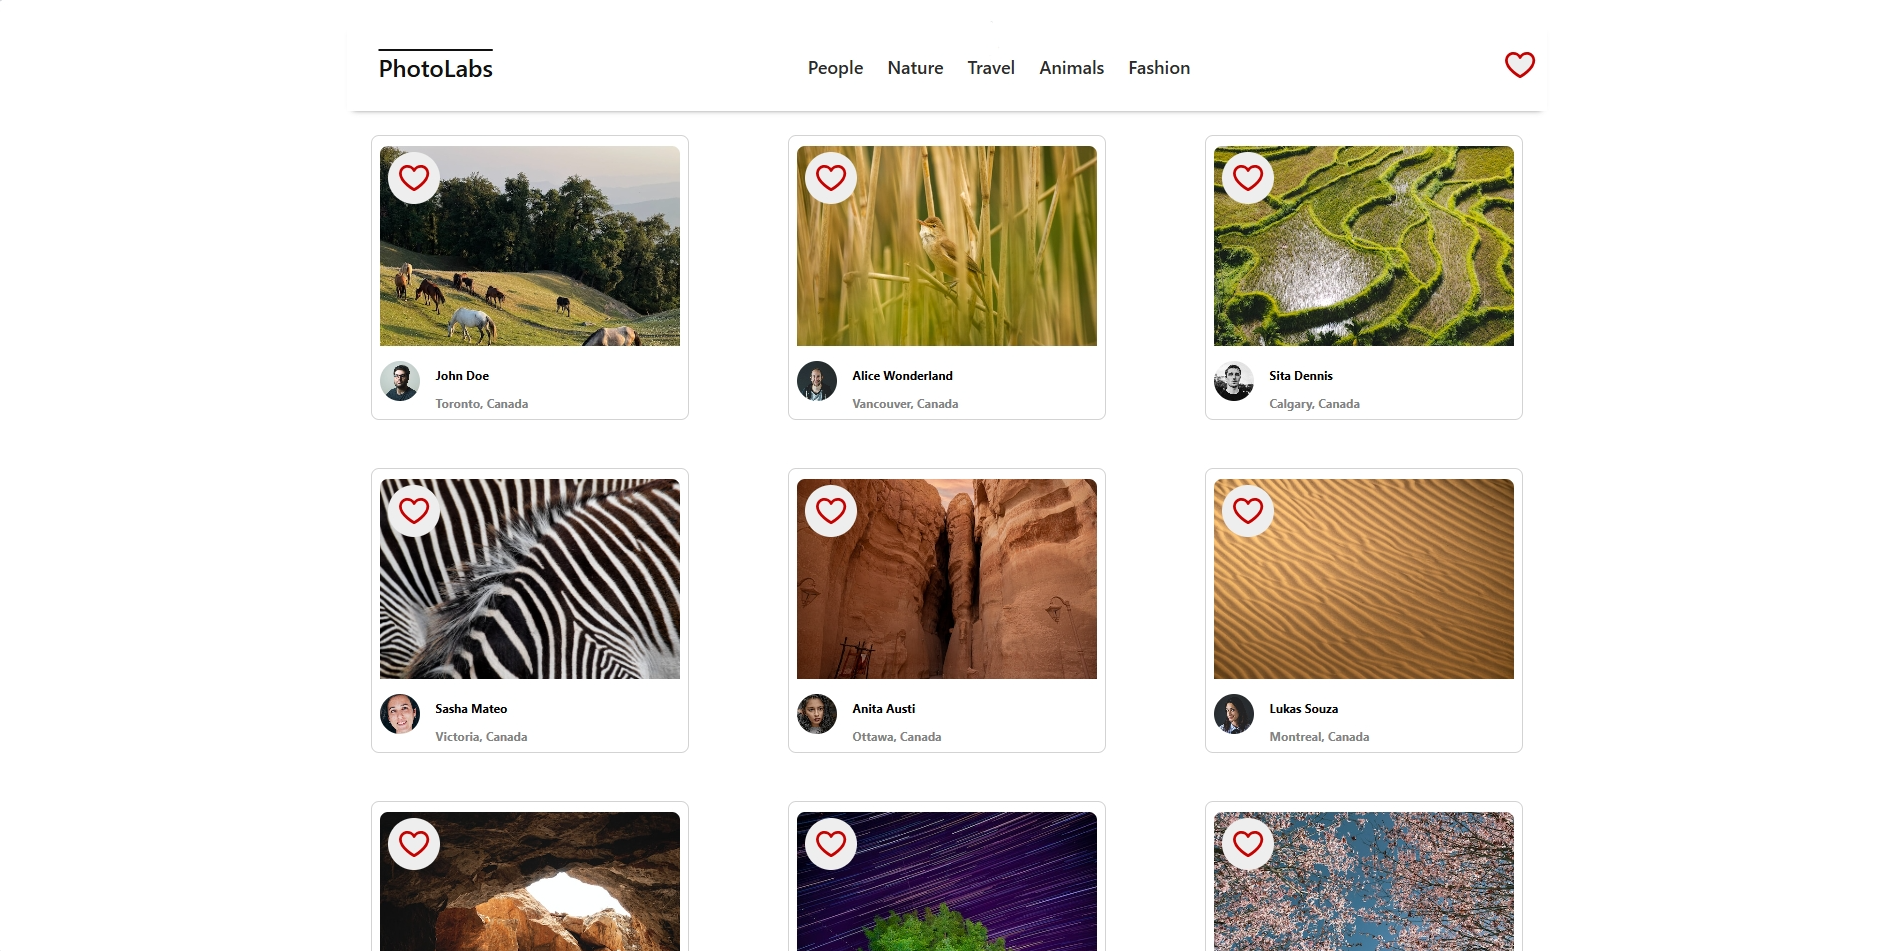 PhotoLabs
People Nature Travel Animals Fashion
John Doe
Toronto, Canada
Alice Wonderland
Vancouver, Canada
Sita Dennis
Calgary, Canada
Sasha Mateo
Victoria, Canada
Anita Austi
Ottawa, Canada
Lukas Souza
Montreal, Canada